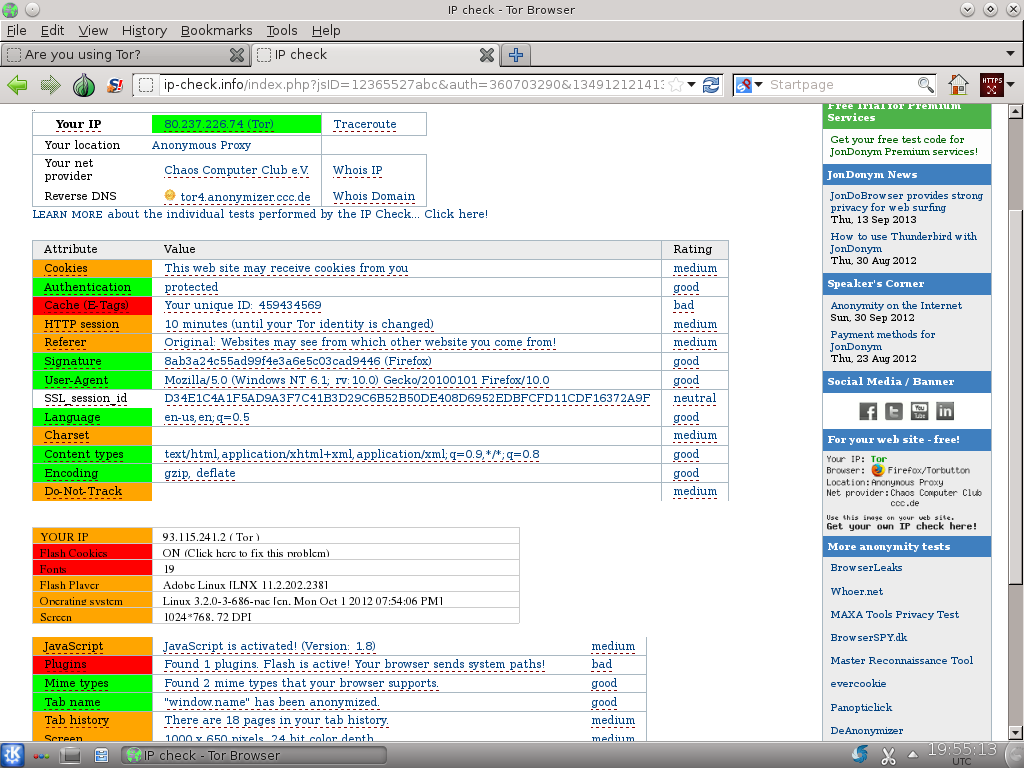 IP check - Tor Browser
File Edit View History Bookmarks Tools Help
Are you using Tor? IP check
ip-check.info/index.php?jsID=12365527abc&auth=360703290&134912121413 Startpage
Your IP 80.237.226.74 (Tor) Traceroute
Your location Anonymous Proxy
Your net provider Chaos Computer Club e.V. Whois IP
Reverse DNS tor4.anonymizer.ccc.de Whois Domain
LEARN MORE about the individual tests performed by the IP Check... Click here!
Attribute Value Rating
Cookies This web site may receive cookies from you medium
Authentication protected good
Cache (E-Tags) Your unique ID: 459434569 bad
HTTP session 10 minutes (until your Tor identity is changed) medium
Referer Original: Websites may see from which other website you come from! medium
Signature 8ab3a24c55ad99f4e3a6e5c03cad9446 (Firefox) good
User-Agent Mozilla/5.0 (Windows NT 6.1; rv:10.0) Gecko/20100101 Firefox/10.0 good
SSL_session_id D34E1C4A1F5AD9A3F7C41B3D29C6B52B50DE408D6952EDBFCFD11CDF16372A9F neutral
Language en-us,en;q=0.5 good
Charset medium
Content types text/html,application/xhtml+xml,application/xml;q=0.9,*/*;q=0.8 good
Encoding gzip, deflate good
Do-Not-Track medium
YOUR IP 93.115.241.2 ( Tor )
Flash Cookies ON (Click here to fix this problem)
Fonts 19
Flash Player Adobe Linux [LNX 11.2.202.238]
Operating system Linux 3.2.0-3-686-pae [en, Mon Oct 1 2012 07:54:06 PM]
Screen 1024*768, 72 DPI
JavaScript JavaScript is activated! (Version: 1.8) medium
Plugins Found 1 plugins. Flash is active! Your browser sends system paths! bad
Mime types Found 2 mime types that your browser supports. good
Tab name "window.name" has been anonymized. good
Tab history There are 18 pages in your tab history. medium
Screen 1000 x 650 pixels, 24 bit color depth medium
Free Trial for Premium
Services
Get your free test code for
JonDonym Premium services!
JonDonym News
JonDoBrowser provides strong
privacy for web surfing
Thu, 13 Sep 2013
How to use Thunderbird with
JonDonym
Thu, 30 Aug 2012
Speaker's Corner
Anonymity on the Internet
Sun, 30 Sep 2012
Payment methods for
JonDonym
Thu, 23 Aug 2012
Social Media / Banner
For your web site - free!
Your IP: Tor
Browser: Firefox/Torbutton
Location: Anonymous Proxy
Net provider: Chaos Computer Club
ccc.de
Use this image on your web site.
Get your own IP check here!
More anonymity tests
BrowserLeaks
Whoer.net
MAXA Tools Privacy Test
BrowserSPY.dk
Master Reconnaissance Tool
evercookie
Panopticlick
DeAnonymizer
IP check - Tor Browser 19:55:13
UTC